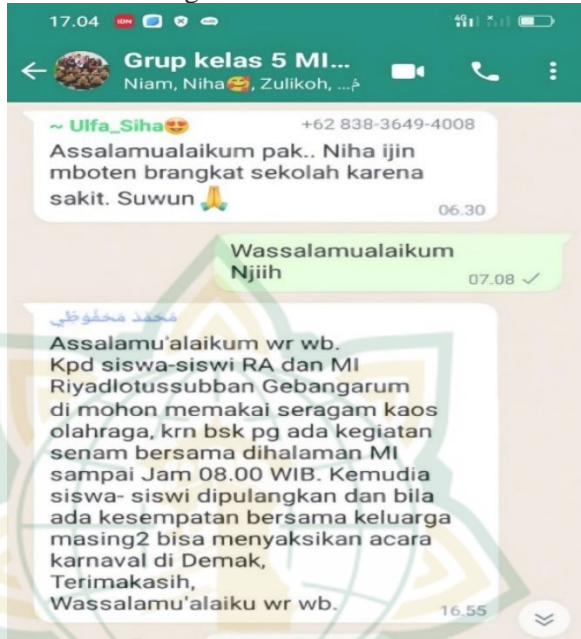 17.04
Grup kelas 5 MI...
Niam, Niha🥰, Zulikoh, ...
~ Ulfa_Siha😍 +62 838-3649-4008
Assalamualaikum pak.. Niha ijin
mboten brangkat sekolah karena
sakit. Suwun 🙏
06.30
Wassalamualaikum
Njiih
07.08
مُحَمَّدْ مَحْفُوظِي
Assalamu'alaikum wr wb.
Kpd siswa-siswi RA dan MI
Riyadlotussubban Gebangarum
di mohon memakai seragam kaos
olahraga, krn bsk pg ada kegiatan
senam bersama dihalaman MI
sampai Jam 08.00 WIB. Kemudia
siswa- siswi dipulangkan dan bila
ada kesempatan bersama keluarga
masing2 bisa menyaksikan acara
karnaval di Demak,
Terimakasih,
Wassalamu'alaiku wr wb.
16.55